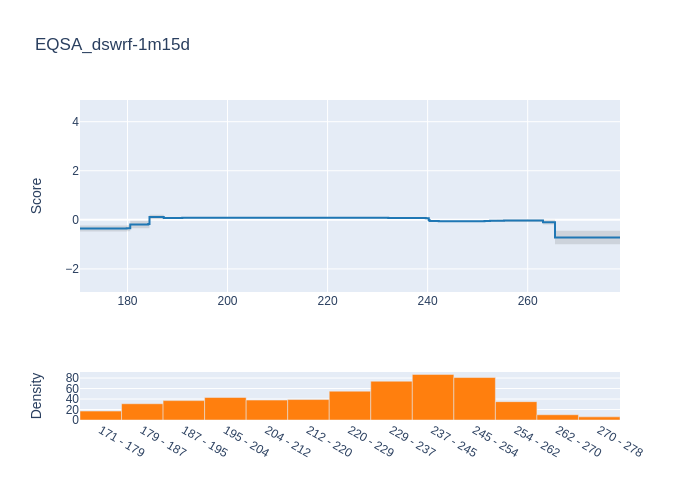 EQSA_dswrf-1m15d
Score
4
2
0
−2
180
200
220
240
260
Density
80
60
40
20
0
171 - 179
179 - 187
187 - 195
195 - 204
204 - 212
212 - 220
220 - 229
229 - 237
237 - 245
245 - 254
254 - 262
262 - 270
270 - 278